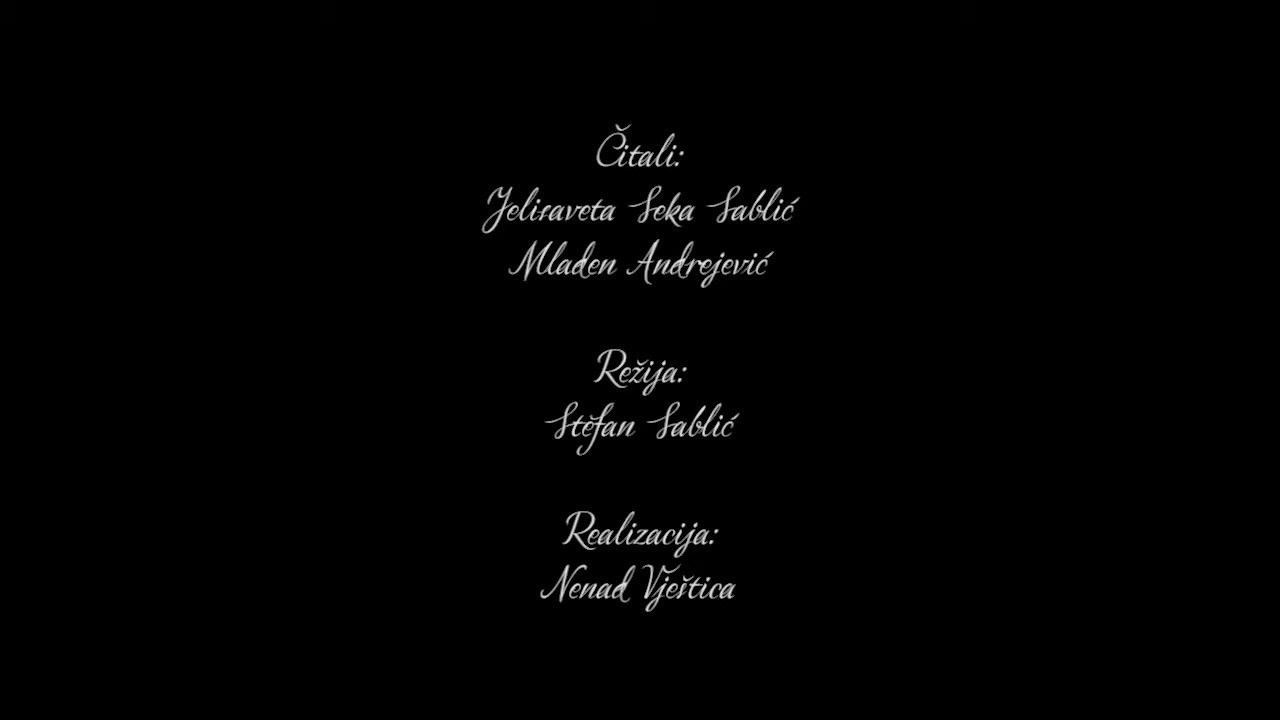 Čitali:
Jelisaveta Seka Sablić
Mladen Andrejević
Režija:
Stefan Sablić
Realizacija:
Nenad Vještica